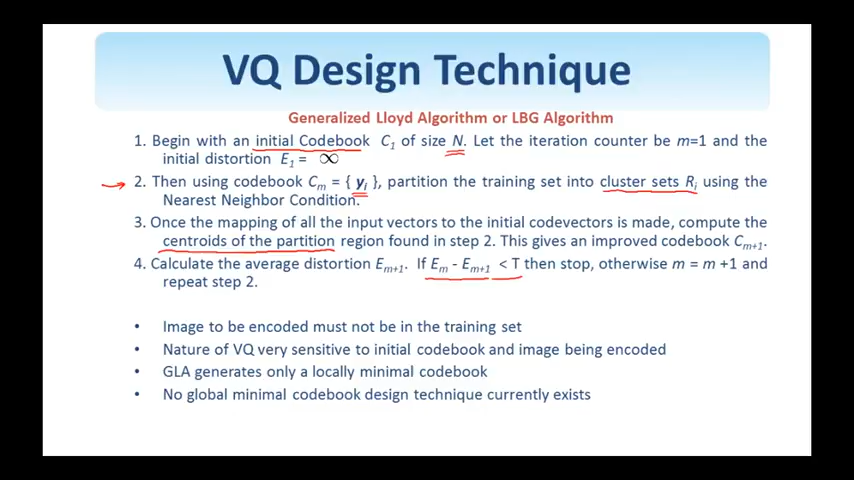 VQ Design Technique
Generalized Lloyd Algorithm or LBG Algorithm
1. Begin with an initial Codebook C1 of size N. Let the iteration counter be m=1 and the
initial distortion E1 = ∞
2. Then using codebook Cm = { yi }, partition the training set into cluster sets Ri using the
Nearest Neighbor Condition.
3. Once the mapping of all the input vectors to the initial codevectors is made, compute the
centroids of the partition region found in step 2. This gives an improved codebook Cm+1.
4. Calculate the average distortion Em+1. If Em - Em+1 < T then stop, otherwise m = m +1 and
repeat step 2.
• Image to be encoded must not be in the training set
• Nature of VQ very sensitive to initial codebook and image being encoded
• GLA generates only a locally minimal codebook
• No global minimal codebook design technique currently exists